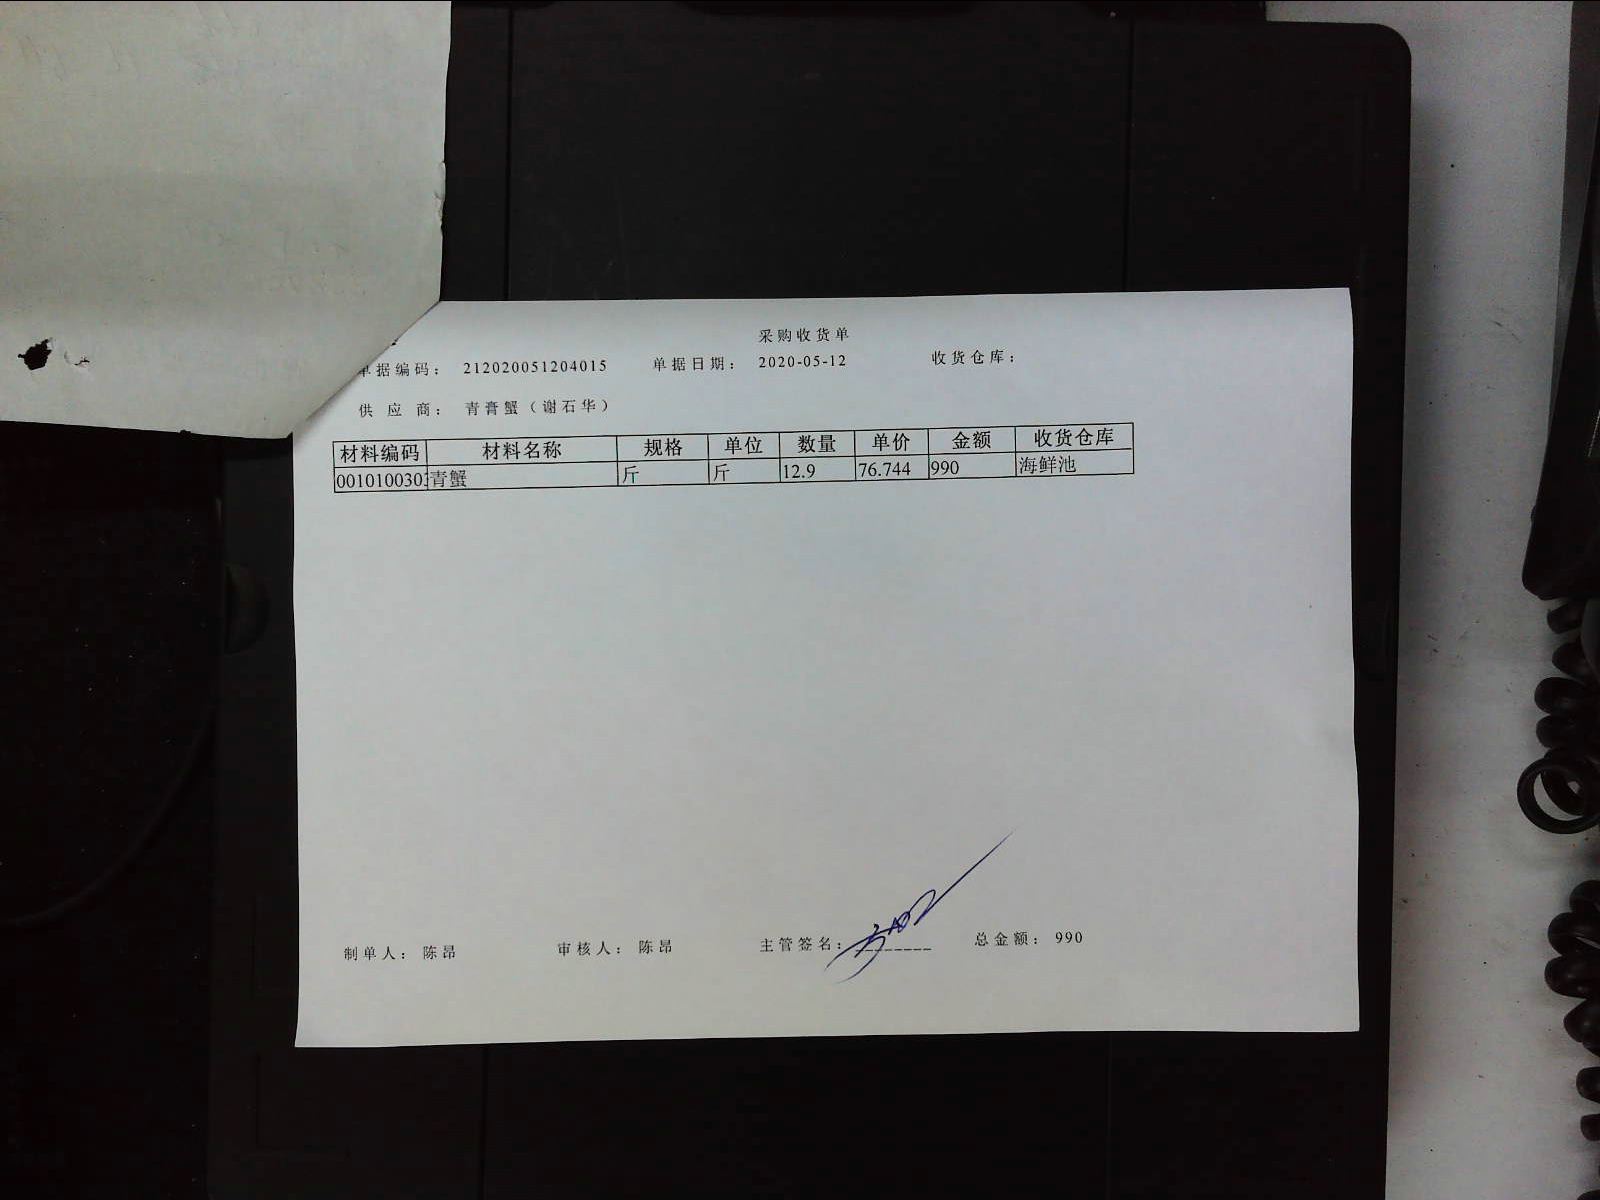 采购收货单
单据编码： 212020051204015 单据日期： 2020-05-12 收货仓库：
供 应 商： 青膏蟹（谢石华）
材料编码 材料名称 规格 单位 数量 单价 金额 收货仓库
00101003 青蟹 斤 斤 12.9 76.744 990 海鲜池
制单人： 陈昂 审核人： 陈昂 主管签名： 总金额： 990